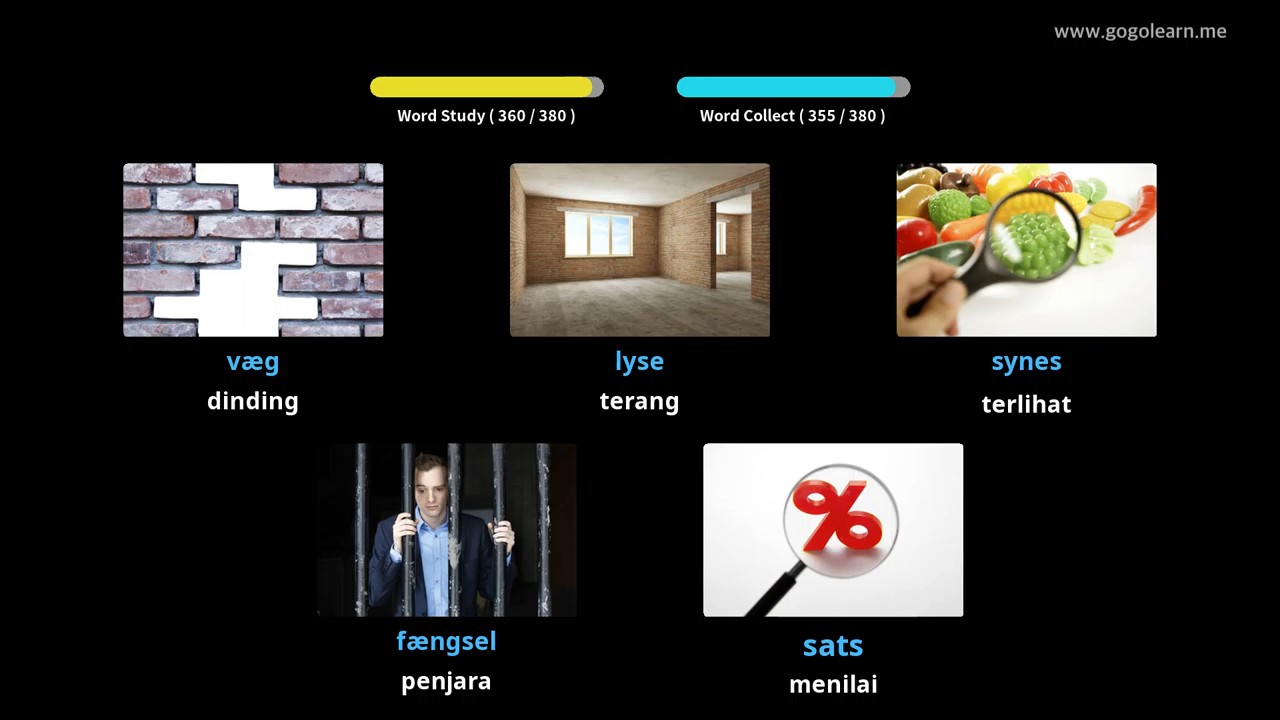 www.gogolearn.me
Word Study ( 360 / 380 )
Word Collect ( 355 / 380 )
væg
lyse
synes
dinding
terang
terlihat
%
fængsel
sats
penjara
menilai